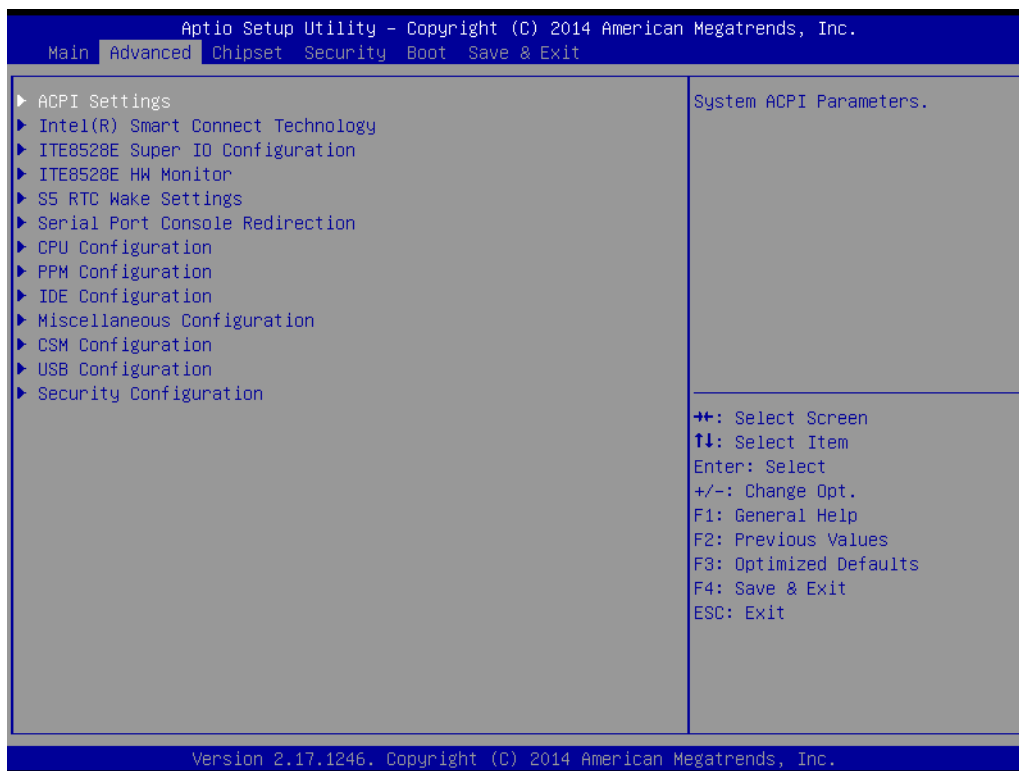 Aptio Setup Utility – Copyright (C) 2014 American Megatrends, Inc.
Main Advanced Chipset Security Boot Save & Exit
▶ ACPI Settings
▶ Intel(R) Smart Connect Technology
▶ ITE8528E Super IO Configuration
▶ ITE8528E HW Monitor
▶ S5 RTC Wake Settings
▶ Serial Port Console Redirection
▶ CPU Configuration
▶ PPM Configuration
▶ IDE Configuration
▶ Miscellaneous Configuration
▶ CSM Configuration
▶ USB Configuration
▶ Security Configuration
System ACPI Parameters.
→←: Select Screen
↑↓: Select Item
Enter: Select
+/-: Change Opt.
F1: General Help
F2: Previous Values
F3: Optimized Defaults
F4: Save & Exit
ESC: Exit
Version 2.17.1246. Copyright (C) 2014 American Megatrends, Inc.